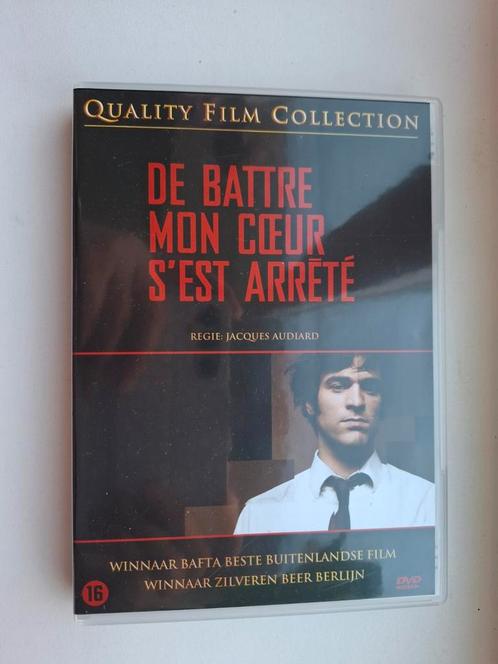 QUALITY FILM COLLECTION
DE BATTRE
MON CŒUR
S'EST ARRÊTÉ
REGIE: JACQUES AUDIARD
WINNAAR BAFTA BESTE BUITENLANDSE FILM
WINNAAR ZILVEREN BEER BERLIJN
16
DVD